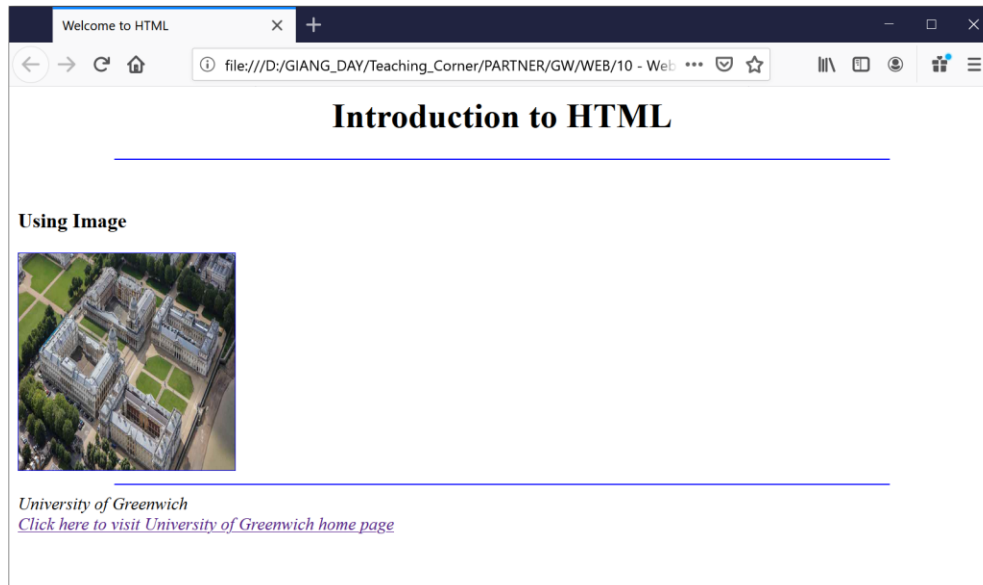 Welcome to HTML
file:///D:/GIANG_DAY/Teaching_Corner/PARTNER/GW/WEB/10 - Web
Introduction to HTML
Using Image
University of Greenwich
Click here to visit University of Greenwich home page